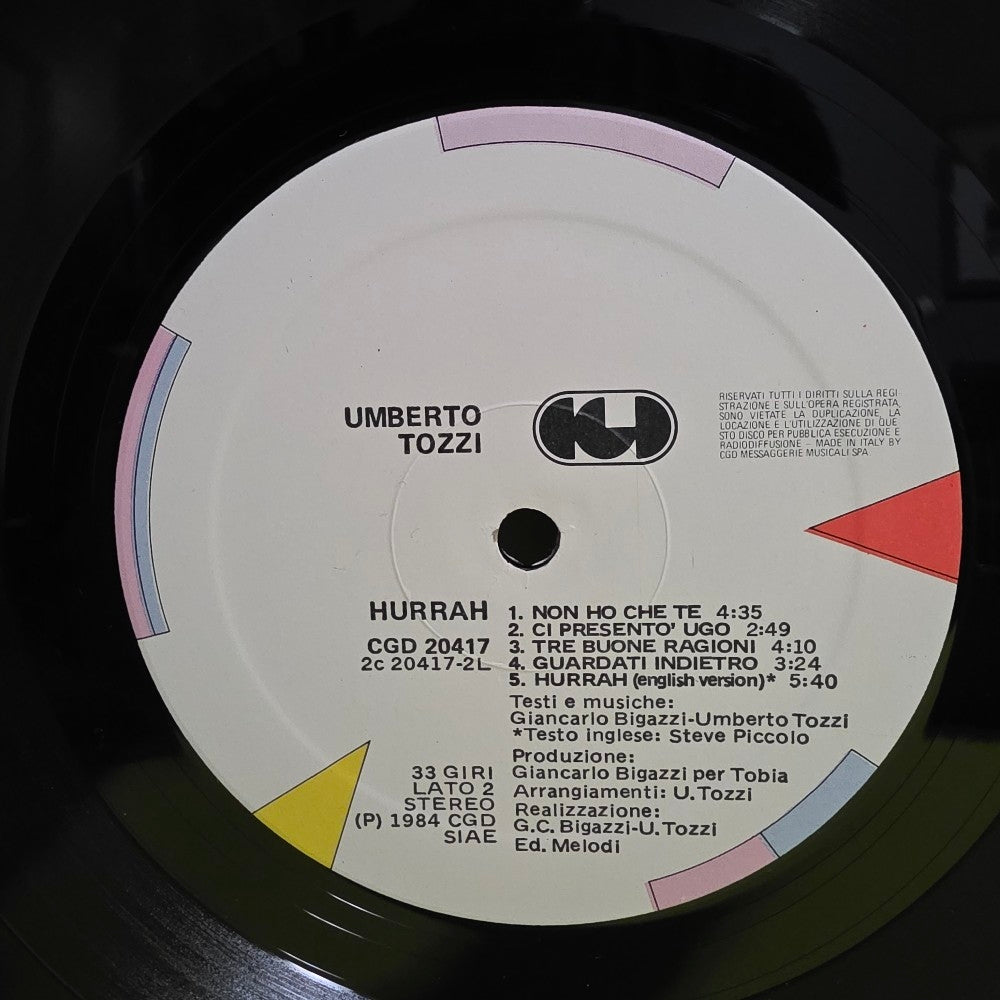 UMBERTO
TOZZI
RISERVATI TUTTI I DIRITTI SULLA REGI
STRAZIONE E SULL'OPERA REGISTRATA,
SONO VIETATE LA DUPLICAZIONE, LA
LOCAZIONE E L'UTILIZZAZIONE DI QUE
STO DISCO PER PUBBLICA ESECUZIONE E
RADIODIFFUSIONE – MADE IN ITALY BY
CGD MESSAGGERIE MUSICALI SPA
HURRAH
CGD 20417
2c 20417-2L
1. NON HO CHE TE 4:35
2. CI PRESENTO' UGO 2:49
3. TRE BUONE RAGIONI 4:10
4. GUARDATI INDIETRO 3:24
5. HURRAH (english version)* 5:40
Testi e musiche:
Giancarlo Bigazzi-Umberto Tozzi
*Testo inglese: Steve Piccolo
Produzione:
Giancarlo Bigazzi per Tobia
Arrangiamenti: U. Tozzi
Realizzazione:
G.C. Bigazzi-U. Tozzi
Ed. Melodi
33 GIRI
LATO 2
STEREO
(P) 1984 CGD
SIAE